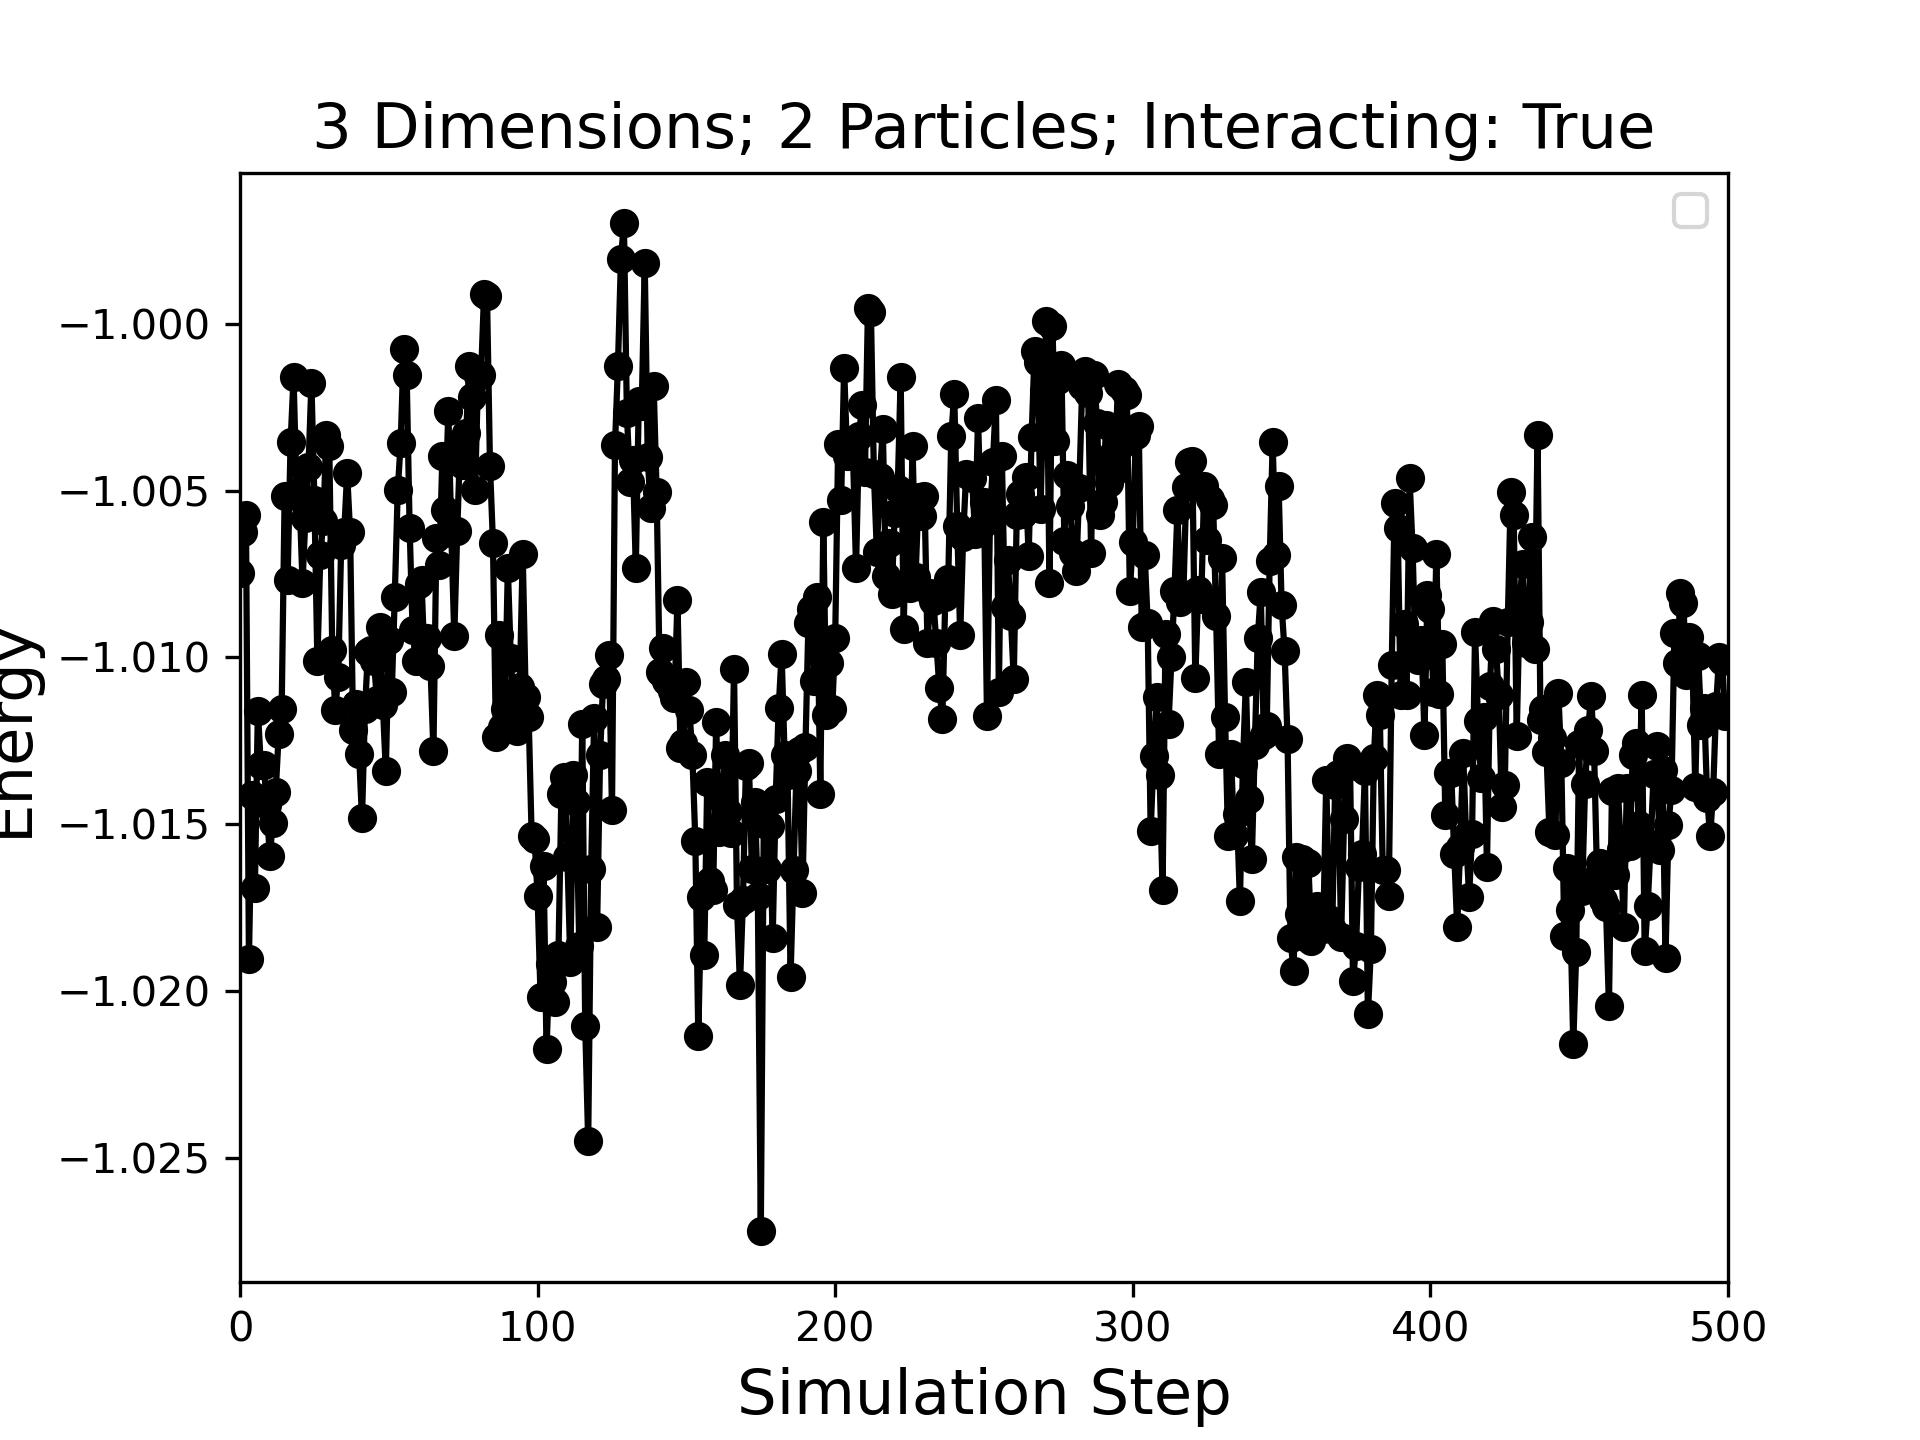 3 Dimensions; 2 Particles; Interacting: True
Energy
−1.000
−1.005
−1.010
−1.015
−1.020
−1.025
0 100 200 300 400 500
Simulation Step